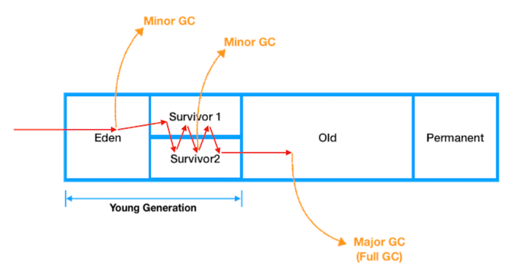 Minor GC
Minor GC
Survivor 1
Eden
Old
Permanent
Survivor2
Young Generation
Major GC
(Full GC)